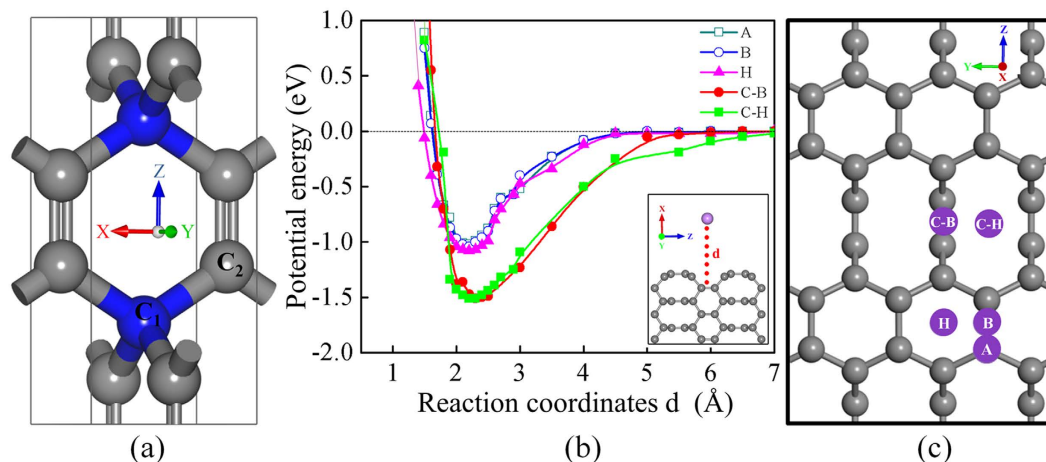 Z
X
Y
C2
C1
Potential energy (eV)
1.0
0.5
0.0
-0.5
-1.0
-1.5
-2.0
A
B
H
C-B
C-H
X
Y
Z
d
1 2 3 4 5 6 7
Reaction coordinates d (Å)
Z
Y
X
C-B C-H
H B
A
(a) (b) (c)